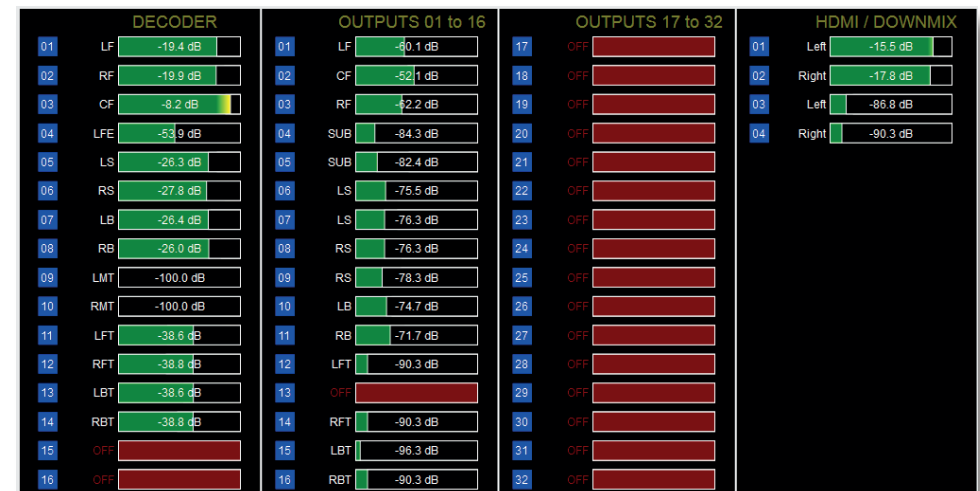 DECODER
01 LF -19.4 dB
02 RF -19.9 dB
03 CF -8.2 dB
04 LFE -53.9 dB
05 LS -26.3 dB
06 RS -27.8 dB
07 LB -26.4 dB
08 RB -26.0 dB
09 LMT -100.0 dB
10 RMT -100.0 dB
11 LFT -38.6 dB
12 RFT -38.8 dB
13 LBT -38.6 dB
14 RBT -38.8 dB
15 OFF
16 OFF
OUTPUTS 01 to 16
01 LF -60.1 dB
02 CF -52.1 dB
03 RF -62.2 dB
04 SUB -84.3 dB
05 SUB -82.4 dB
06 LS -75.5 dB
07 LS -76.3 dB
08 RS -76.3 dB
09 RS -78.3 dB
10 LB -74.7 dB
11 RB -71.7 dB
12 LFT -90.3 dB
13 OFF
14 RFT -90.3 dB
15 LBT -96.3 dB
16 RBT -90.3 dB
OUTPUTS 17 to 32
17 OFF
18 OFF
19 OFF
20 OFF
21 OFF
22 OFF
23 OFF
24 OFF
25 OFF
26 OFF
27 OFF
28 OFF
29 OFF
30 OFF
31 OFF
32 OFF
HDMI / DOWNMIX
01 Left -15.5 dB
02 Right -17.8 dB
03 Left -86.8 dB
04 Right -90.3 dB